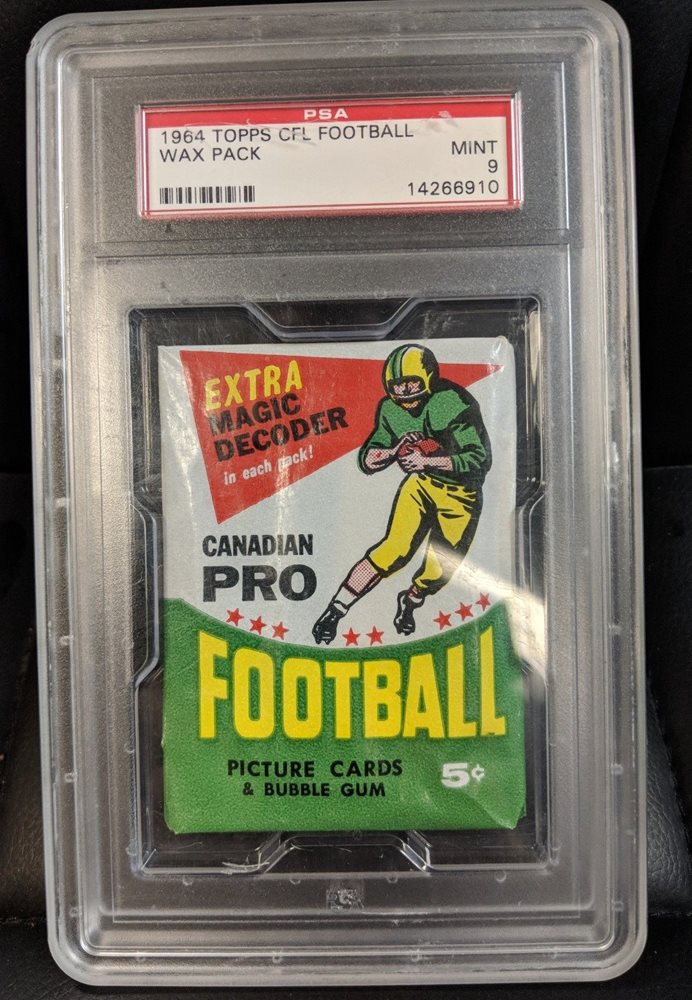 PSA
1964 TOPPS CFL FOOTBALL
WAX PACK
MINT
9
14266910
EXTRA
MAGIC
DECODER
in each pack!
CANADIAN
PRO
FOOTBALL
PICTURE CARDS
& BUBBLE GUM
5¢